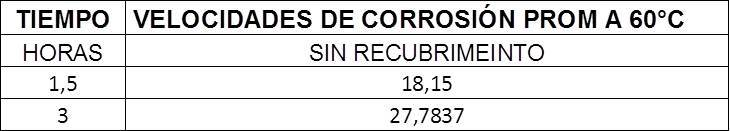 TIEMPO VELOCIDADES DE CORROSIÓN PROM A 60°C
HORAS SIN RECUBRIMEINTO
1,5 18,15
3 27,7837